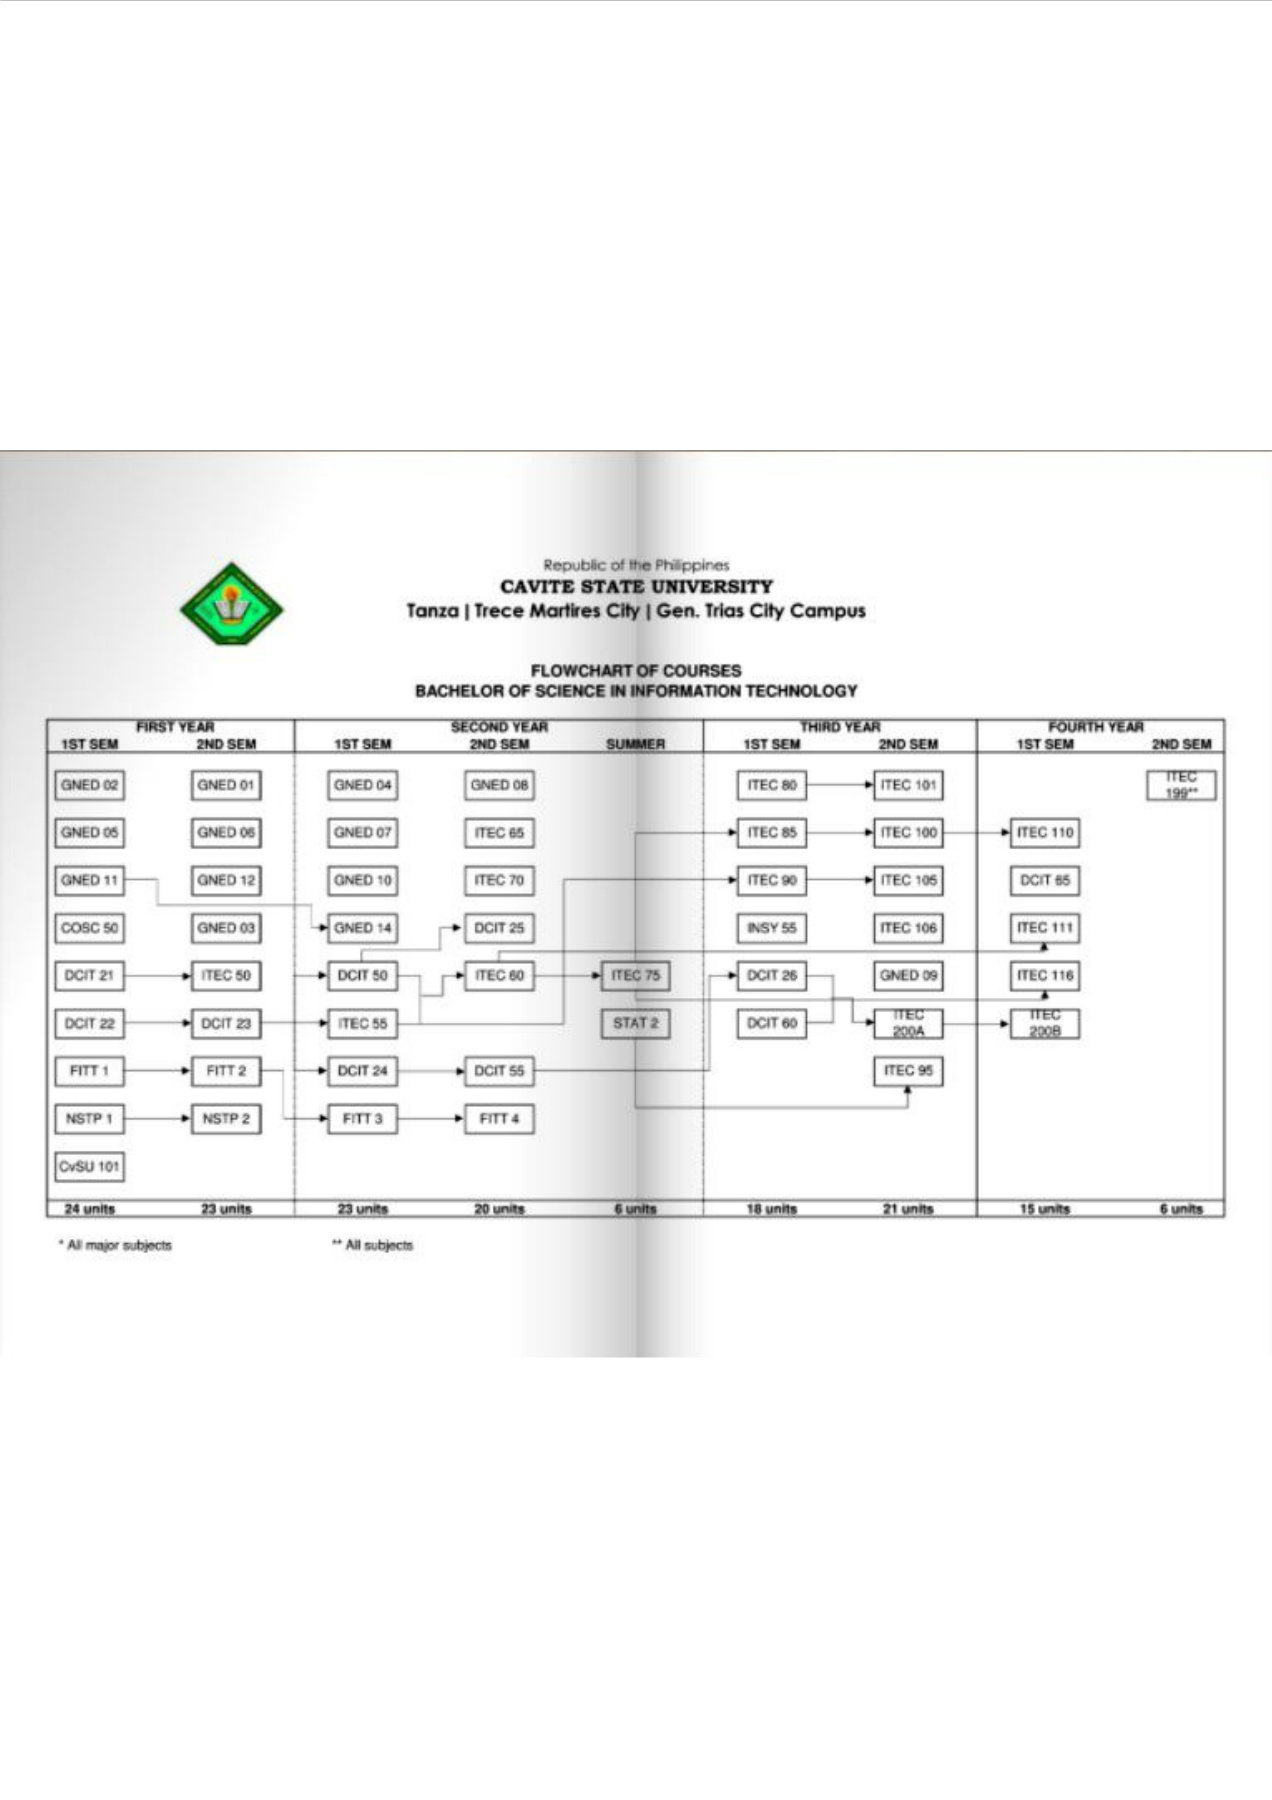 Republic of the Philippines
CAVITE STATE UNIVERSITY
Tanza | Trece Martires City | Gen. Trias City Campus
FLOWCHART OF COURSES
BACHELOR OF SCIENCE IN INFORMATION TECHNOLOGY
FIRST YEAR SECOND YEAR THIRD YEAR FOURTH YEAR
1ST SEM 2ND SEM 1ST SEM 2ND SEM SUMMER 1ST SEM 2ND SEM 1ST SEM 2ND SEM
GNED 02 GNED 01 GNED 04 GNED 08 ITEC 80 ITEC 101 ITEC 199**
GNED 05 GNED 06 GNED 07 ITEC 65 ITEC 85 ITEC 100 ITEC 110
GNED 11 GNED 12 GNED 10 ITEC 70 ITEC 90 ITEC 105 DCIT 65
COSC 50 GNED 03 GNED 14 DCIT 25 INSY 55 ITEC 106 ITEC 111
DCIT 21 ITEC 50 DCIT 50 ITEC 60 ITEC 75 DCIT 26 GNED 09 ITEC 116
DCIT 22 DCIT 23 ITEC 55 STAT 2 DCIT 60 ITEC 200A ITEC 200B
FITT 1 FITT 2 DCIT 24 DCIT 55 ITEC 95
NSTP 1 NSTP 2 FITT 3 FITT 4
CvSU 101
24 units 23 units 23 units 20 units 6 units 18 units 21 units 15 units 6 units
* All major subjects ** All subjects